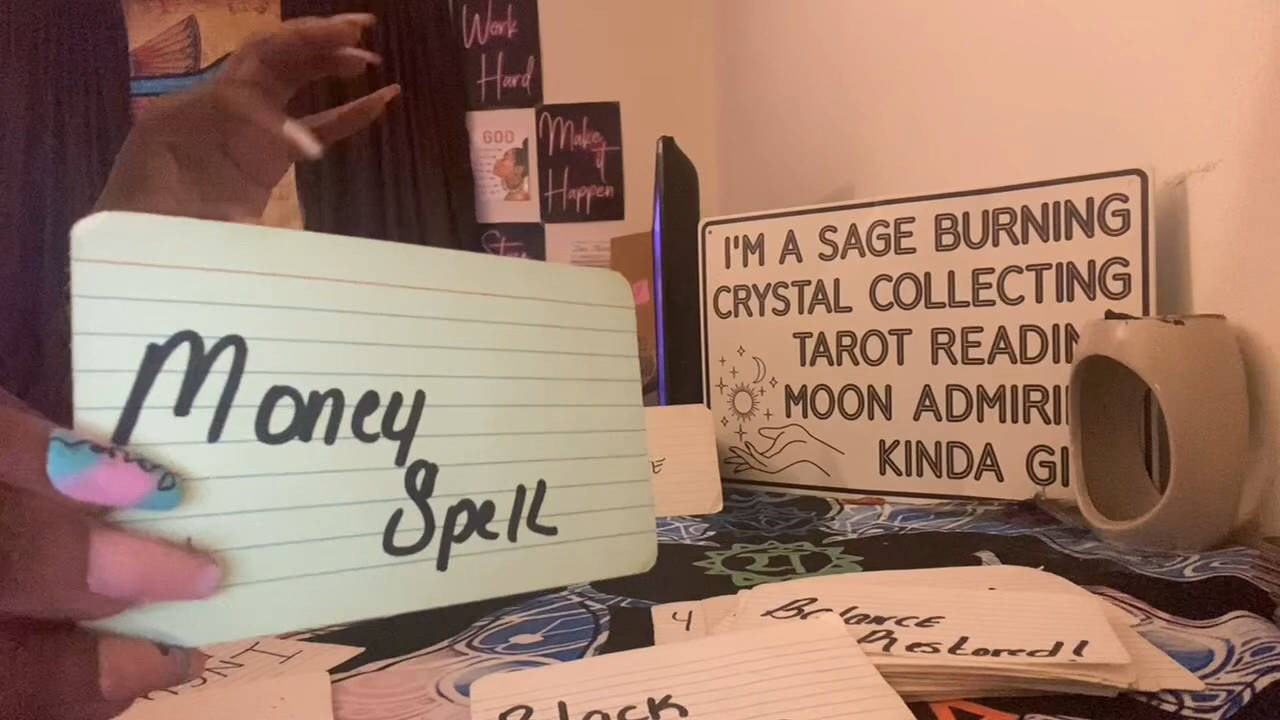 Work
Hard
GOD
Make
It
Happen
I'M A SAGE BURNING
CRYSTAL COLLECTING
TAROT READIN
MOON ADMIRI
KINDA GI
Money
Spell
4
Balance
Restored!
Black